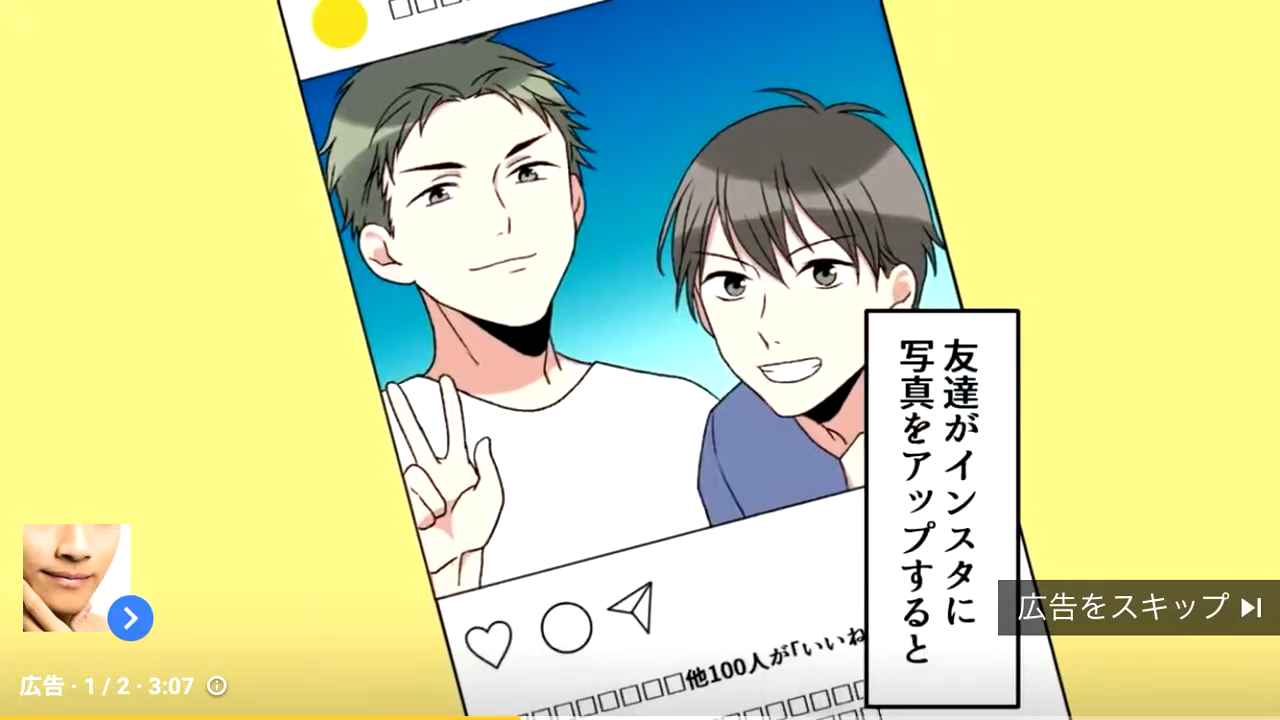 友達がインスタに
写真をアップすると
他100人が「いいね
広告をスキップ
広告・1 / 2・3:07